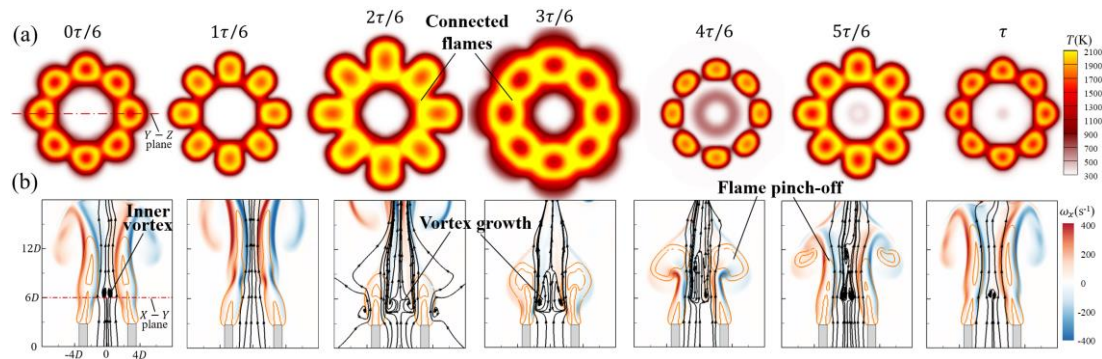 (a)
0τ/6
1τ/6
2τ/6
Connected
flames
3τ/6
4τ/6
5τ/6
τ
T(K)
2100
1900
1700
1500
1300
1100
900
700
500
300
Y − Z
plane
(b)
Inner
vortex
Vortex growth
Flame pinch-off
ωx(s-1)
400
200
0
-200
-400
12D
6D
0
X − Y
plane
-4D 0 4D